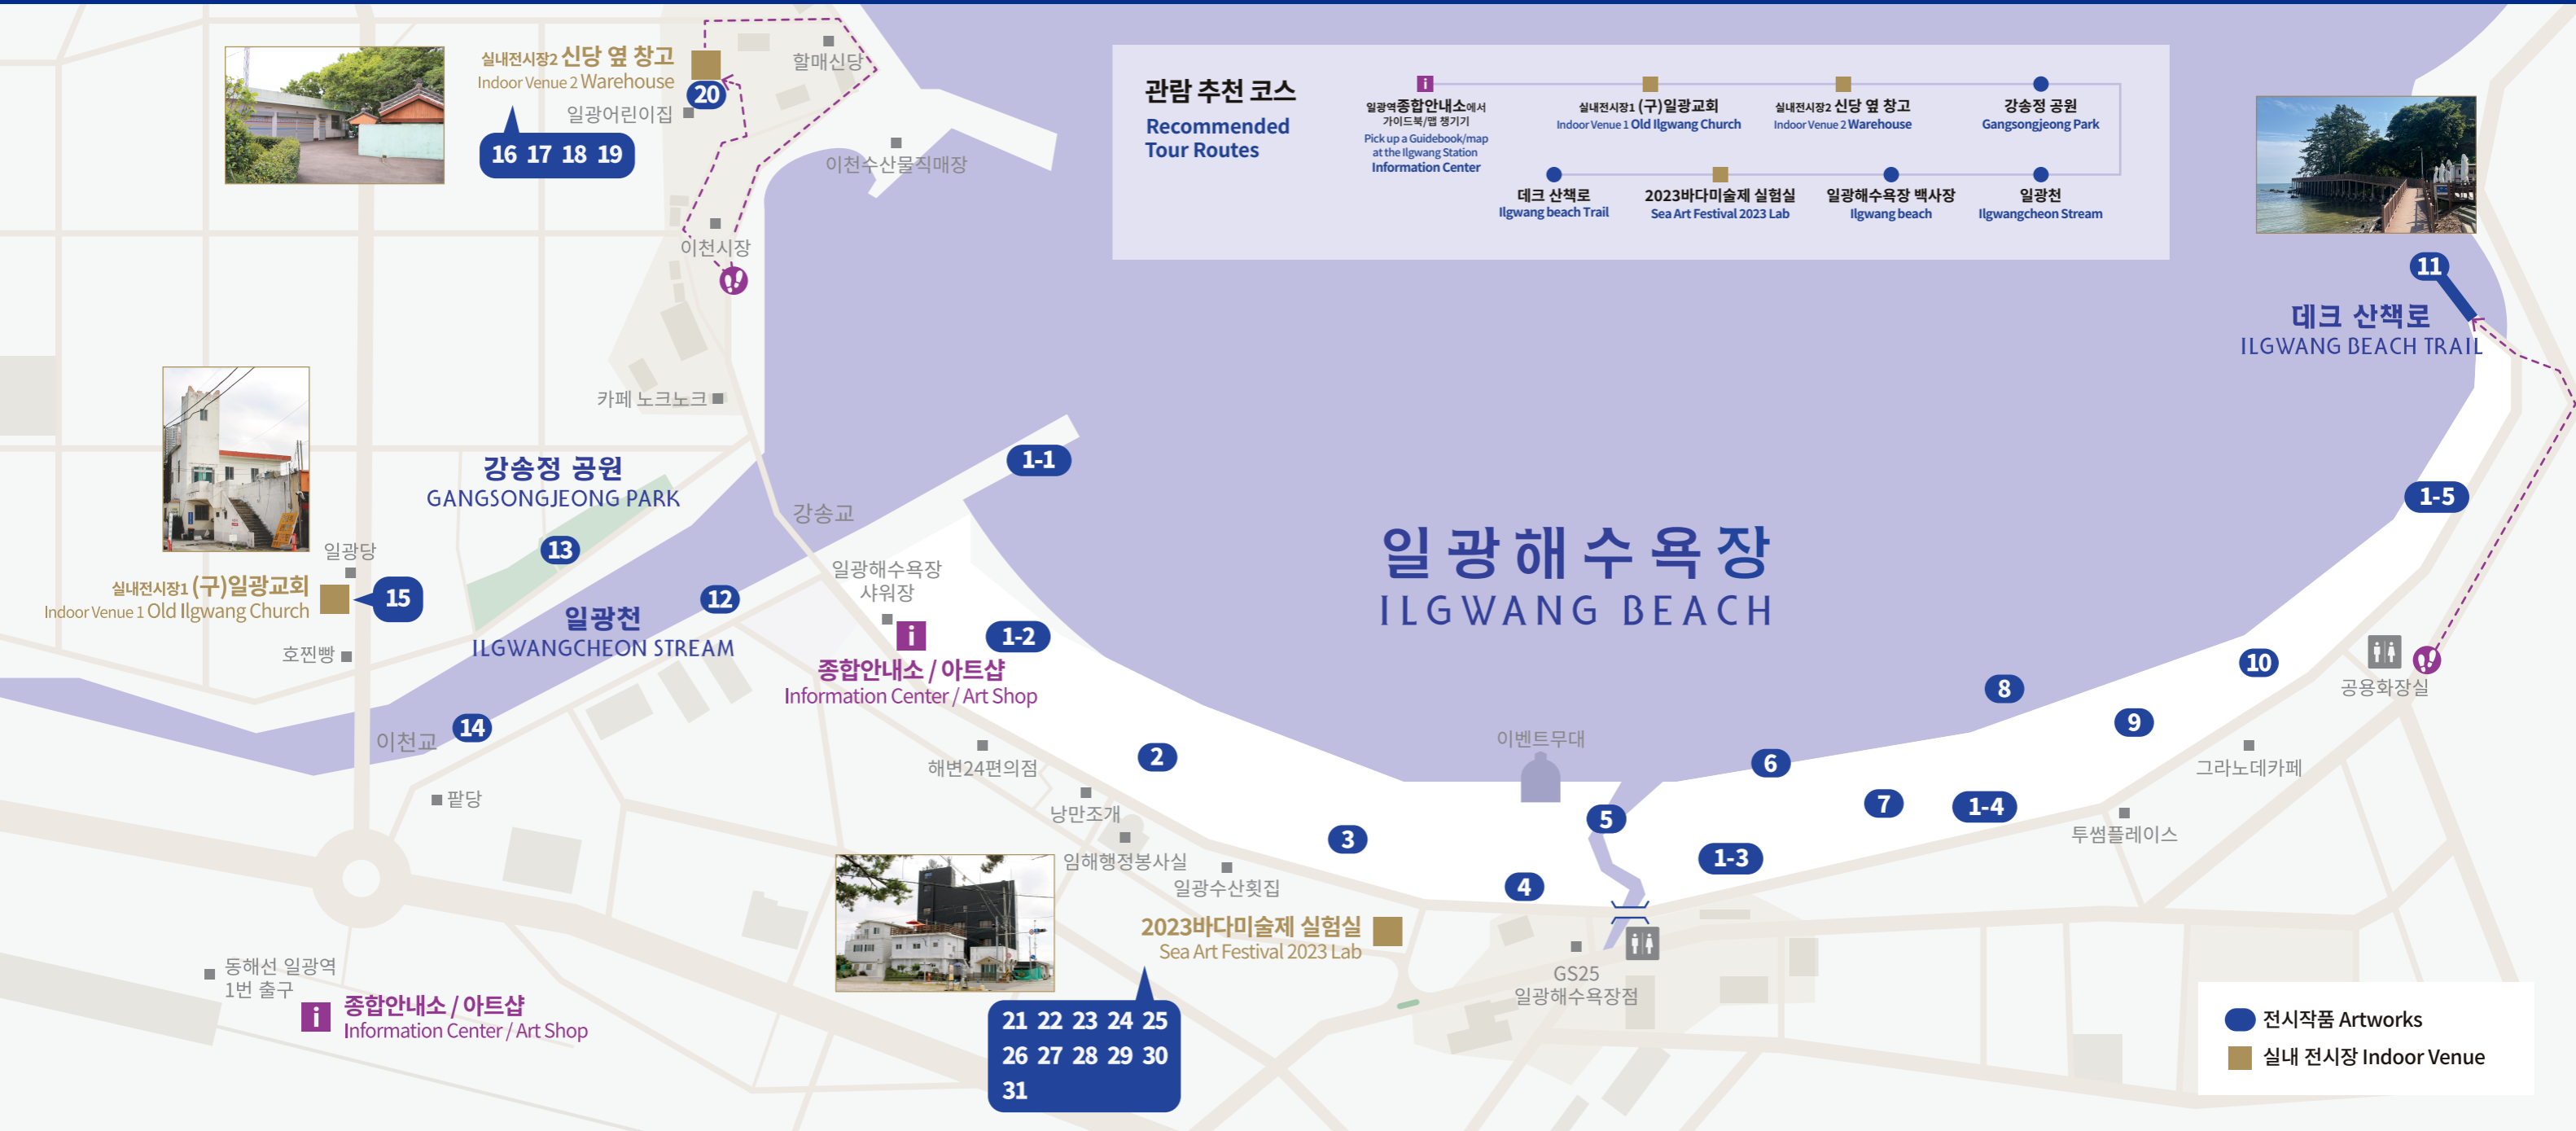 실내전시장2 신당 옆 창고
Indoor Venue 2 Warehouse
20
일광어린이집
16 17 18 19
할매신당
이천수산물직매장
이천시장
카페 노크노크
관람 추천 코스
Recommended
Tour Routes
i
일광역종합안내소에서
가이드북/맵 챙기기
Pick up a Guidebook/map
at the Ilgwang Station
Information Center
실내전시장1 (구)일광교회
Indoor Venue 1 Old Ilgwang Church
실내전시장2 신당 옆 창고
Indoor Venue 2 Warehouse
강송정 공원
Gangsongjeong Park
데크 산책로
Ilgwang beach Trail
2023바다미술제 실험실
Sea Art Festival 2023 Lab
일광해수욕장 백사장
Ilgwang beach
일광천
Ilgwangcheon Stream
11
데크 산책로
ILGWANG BEACH TRAIL
강송정 공원
GANGSONGJEONG PARK
13
일광당
실내전시장1 (구)일광교회
Indoor Venue 1 Old Ilgwang Church
15
호찐빵
일광천
ILGWANGCHEON STREAM
12
14
이천교
팥당
강송교
1-1
일광해수욕장
샤워장
i
1-2
종합안내소 / 아트샵
Information Center / Art Shop
일광해수욕장
ILGWANG BEACH
1-5
10
공용화장실
8
9
그라노데카페
투썸플레이스
이벤트무대
6
7
1-4
5
1-3
2
3
4
해변24편의점
낭만조개
임해행정봉사실
일광수산횟집
2023바다미술제 실험실
Sea Art Festival 2023 Lab
21 22 23 24 25
26 27 28 29 30
31
GS25
일광해수욕장점
동해선 일광역
1번 출구
i
종합안내소 / 아트샵
Information Center / Art Shop
전시작품 Artworks
실내 전시장 Indoor Venue